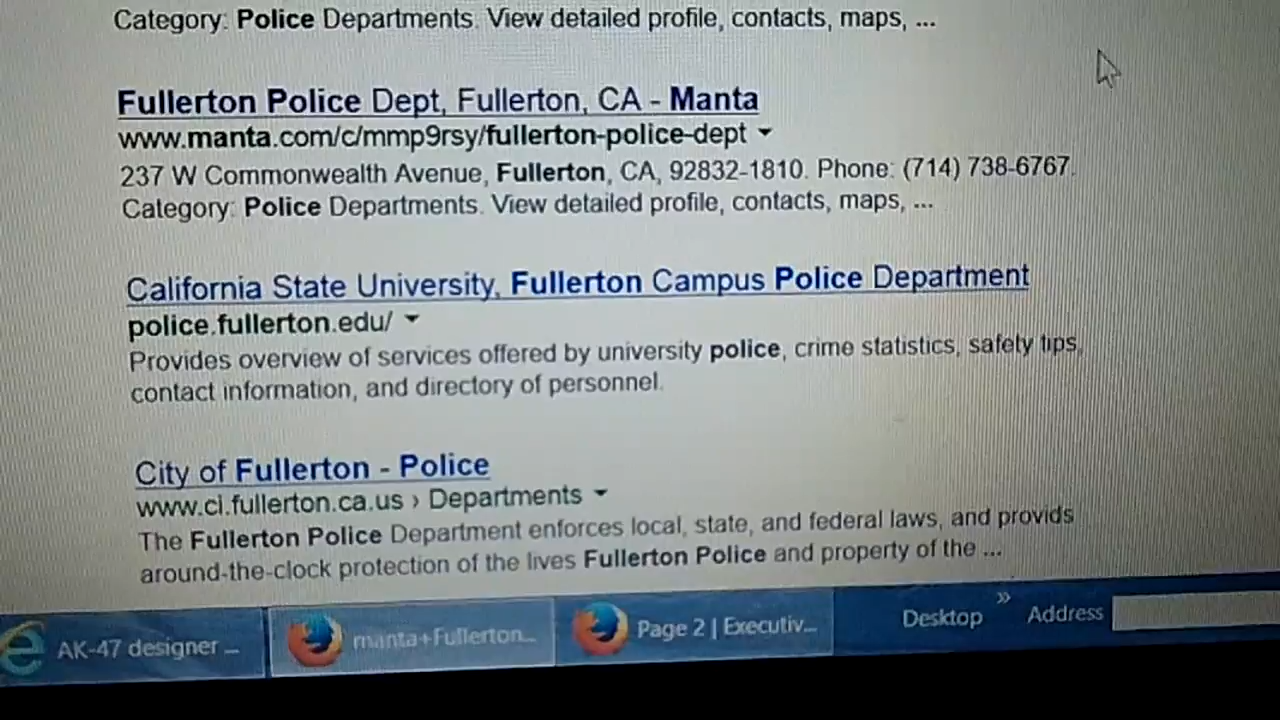 Category: Police Departments. View detailed profile, contacts, maps, ...
Fullerton Police Dept, Fullerton, CA - Manta
www.manta.com/c/mmp9rsy/fullerton-police-dept
237 W Commonwealth Avenue, Fullerton, CA, 92832-1810. Phone: (714) 738-6767.
Category: Police Departments. View detailed profile, contacts, maps, ...
California State University, Fullerton Campus Police Department
police.fullerton.edu/
Provides overview of services offered by university police, crime statistics, safety tips,
contact information, and directory of personnel.
City of Fullerton - Police
www.ci.fullerton.ca.us › Departments
The Fullerton Police Department enforces local, state, and federal laws, and provids
around-the-clock protection of the lives Fullerton Police and property of the ...
AK-47 designer ... manta+Fullerton... Page 2 | Executiv... Desktop » Address